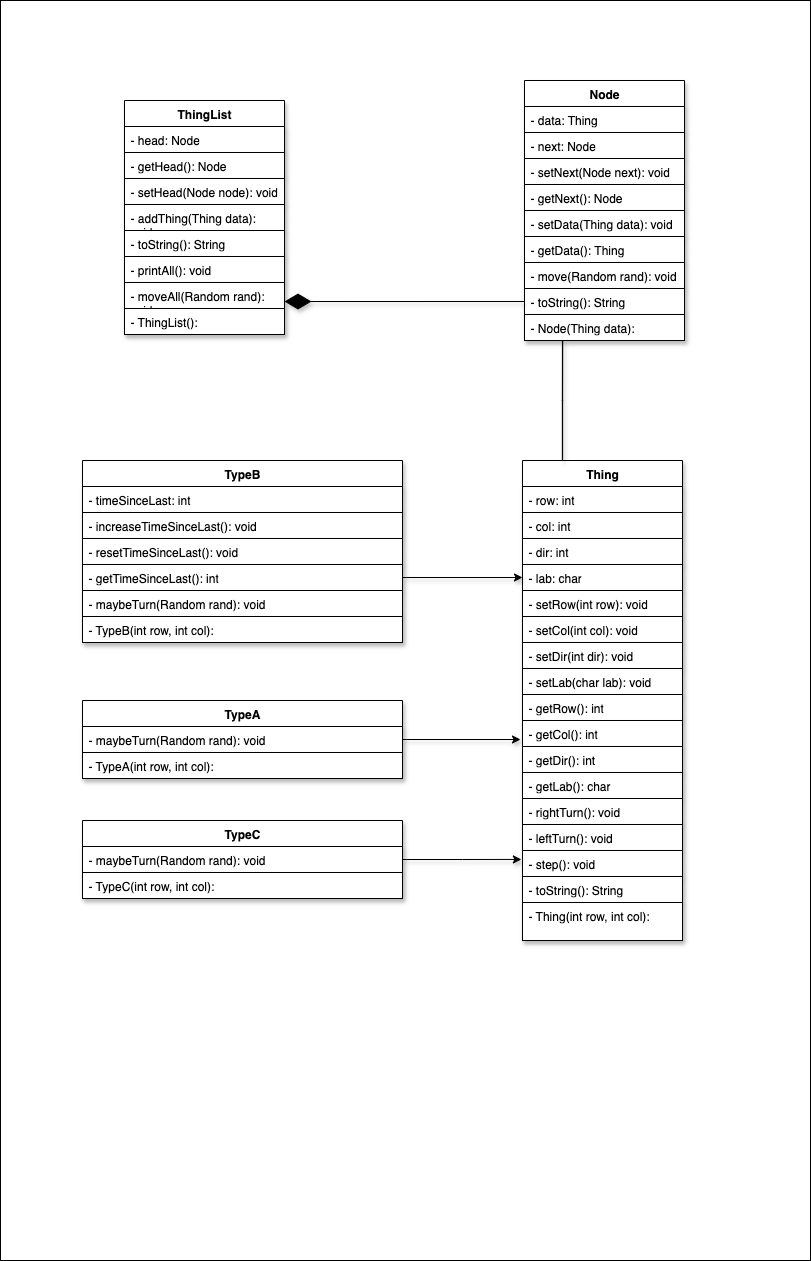 ThingList
- head: Node
- getHead(): Node
- setHead(Node node): void
- addThing(Thing data):
- toString(): String
- printAll(): void
- moveAll(Random rand):
- ThingList():
Node
- data: Thing
- next: Node
- setNext(Node next): void
- getNext(): Node
- setData(Thing data): void
- getData(): Thing
- move(Random rand): void
- toString(): String
- Node(Thing data):
TypeB
- timeSinceLast: int
- increaseTimeSinceLast(): void
- resetTimeSinceLast(): void
- getTimeSinceLast(): int
- maybeTurn(Random rand): void
- TypeB(int row, int col):
TypeA
- maybeTurn(Random rand): void
- TypeA(int row, int col):
TypeC
- maybeTurn(Random rand): void
- TypeC(int row, int col):
Thing
- row: int
- col: int
- dir: int
- lab: char
- setRow(int row): void
- setCol(int col): void
- setDir(int dir): void
- setLab(char lab): void
- getRow(): int
- getCol(): int
- getDir(): int
- getLab(): char
- rightTurn(): void
- leftTurn(): void
- step(): void
- toString(): String
- Thing(int row, int col):